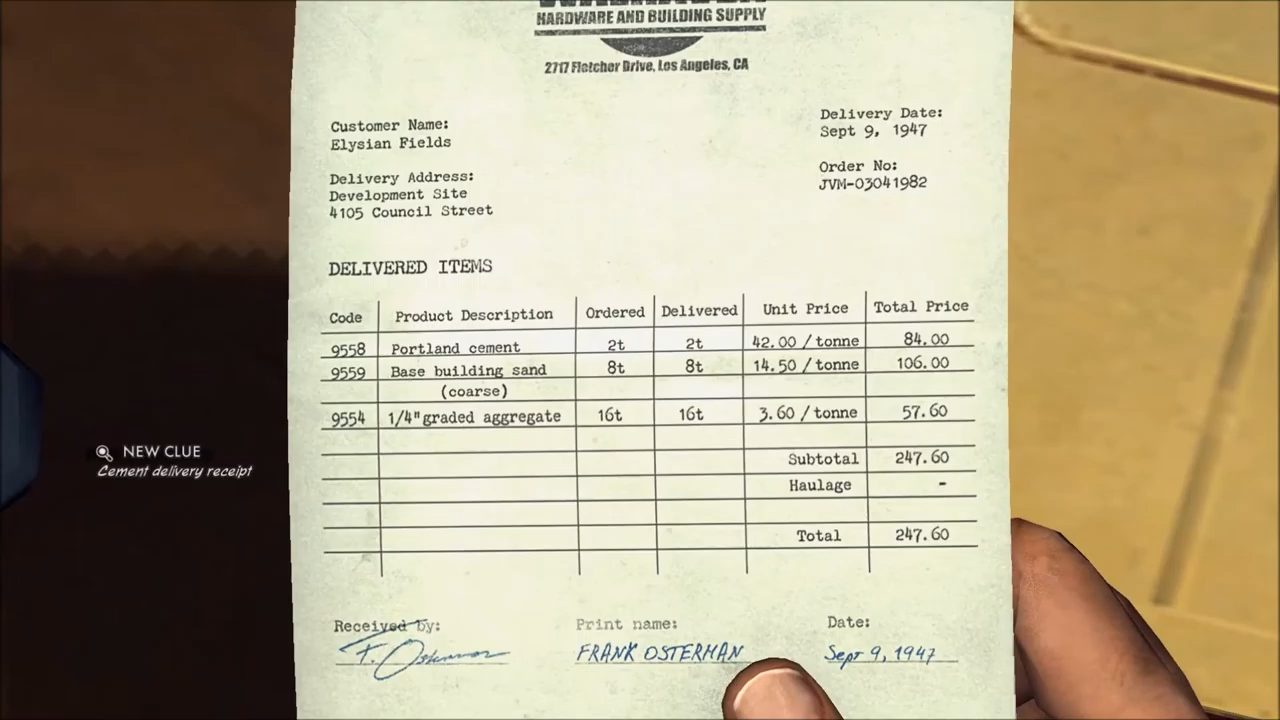 HARDWARE AND BUILDING SUPPLY
2717 Fletcher Drive, Los Angeles, CA
Customer Name:
Elysian Fields
Delivery Address:
Development Site
4105 Council Street
Delivery Date:
Sept 9, 1947
Order No:
JVM-03041982
DELIVERED ITEMS
Code Product Description Ordered Delivered Unit Price Total Price
9558 Portland cement 2t 2t 42.00 / tonne 84.00
9559 Base building sand 8t 8t 14.50 / tonne 106.00
(coarse)
9554 1/4" graded aggregate 16t 16t 3.60 / tonne 57.60
Subtotal 247.60
Haulage -
Total 247.60
Received by: Print name: Date:
F. Osterman FRANK OSTERMAN Sept 9, 1947
NEW CLUE
Cement delivery receipt